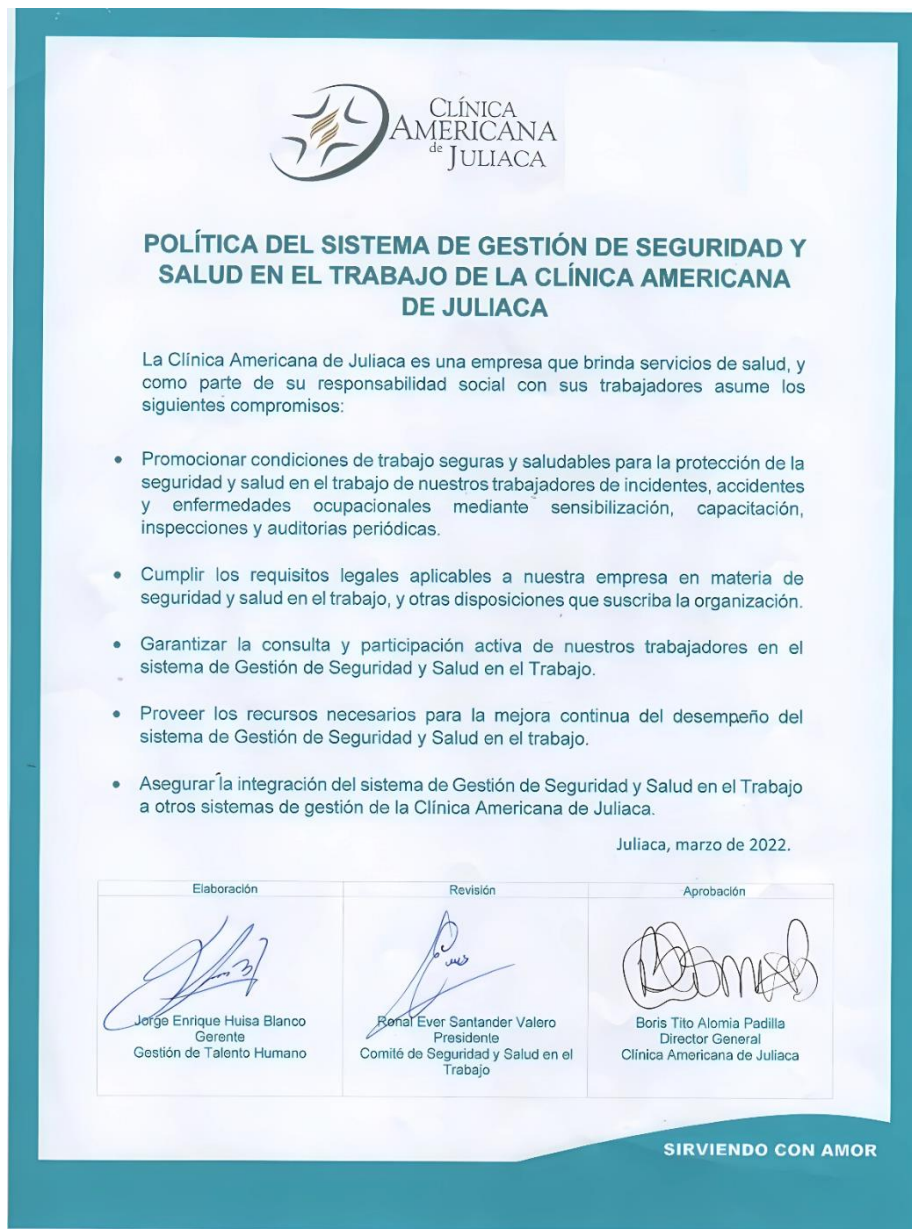 CLÍNICA
AMERICANA
de JULIACA
POLÍTICA DEL SISTEMA DE GESTIÓN DE SEGURIDAD Y
SALUD EN EL TRABAJO DE LA CLÍNICA AMERICANA
DE JULIACA
La Clínica Americana de Juliaca es una empresa que brinda servicios de salud, y
como parte de su responsabilidad social con sus trabajadores asume los
siguientes compromisos:
• Promocionar condiciones de trabajo seguras y saludables para la protección de la
seguridad y salud en el trabajo de nuestros trabajadores de incidentes, accidentes
y enfermedades ocupacionales mediante sensibilización, capacitación,
inspecciones y auditorias periódicas.
• Cumplir los requisitos legales aplicables a nuestra empresa en materia de
seguridad y salud en el trabajo, y otras disposiciones que suscriba la organización.
• Garantizar la consulta y participación activa de nuestros trabajadores en el
sistema de Gestión de Seguridad y Salud en el Trabajo.
• Proveer los recursos necesarios para la mejora continua del desempeño del
sistema de Gestión de Seguridad y Salud en el trabajo.
• Asegurar la integración del sistema de Gestión de Seguridad y Salud en el Trabajo
a otros sistemas de gestión de la Clínica Americana de Juliaca.
Juliaca, marzo de 2022.
Elaboración
Jorge Enrique Huisa Blanco
Gerente
Gestión de Talento Humano
Revisión
Ronal Ever Santander Valero
Presidente
Comité de Seguridad y Salud en el
Trabajo
Aprobación
Boris Tito Alomia Padilla
Director General
Clínica Americana de Juliaca
SIRVIENDO CON AMOR